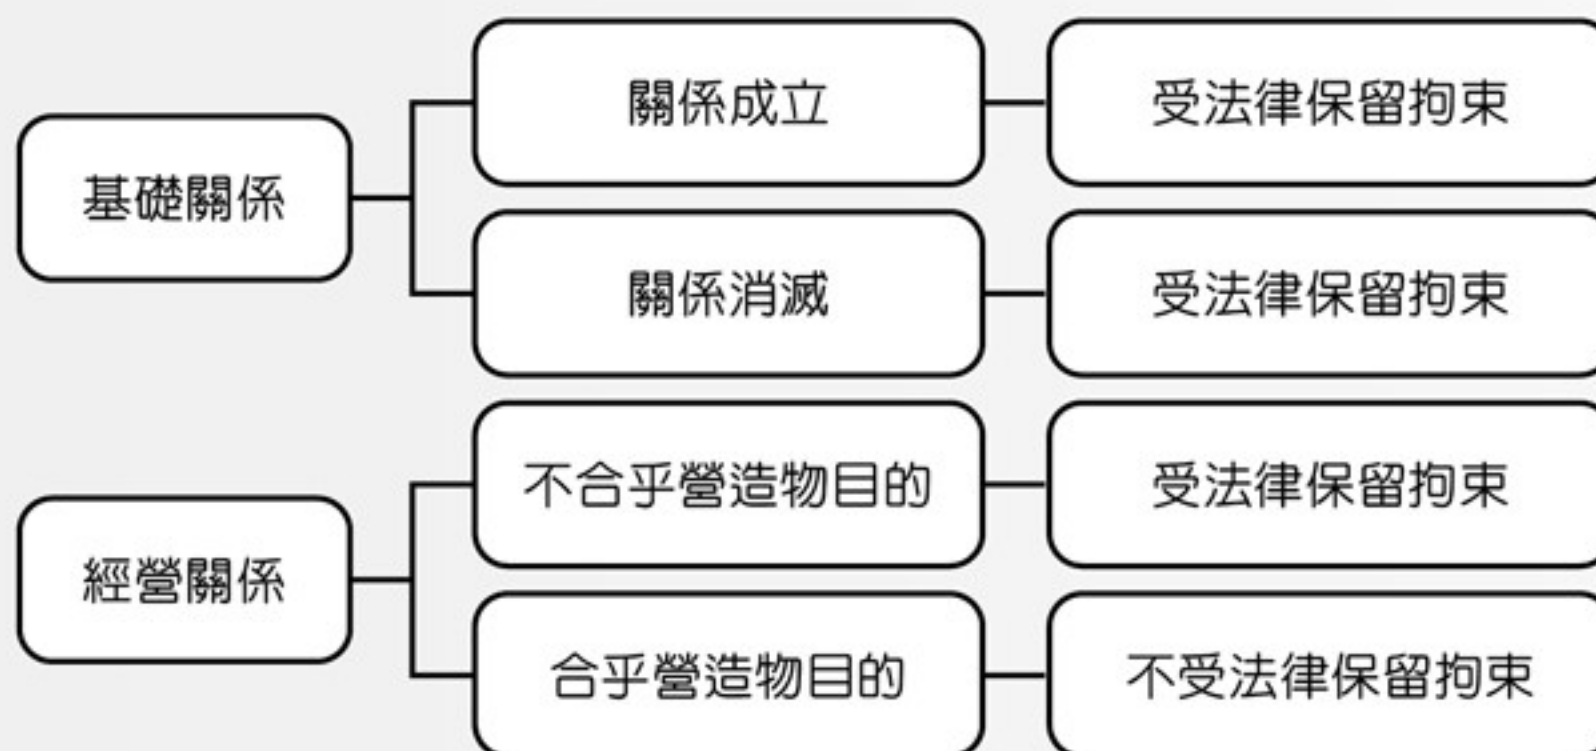 基礎關係
關係成立
受法律保留拘束
關係消滅
受法律保留拘束
經營關係
不合乎營造物目的
受法律保留拘束
合乎營造物目的
不受法律保留拘束